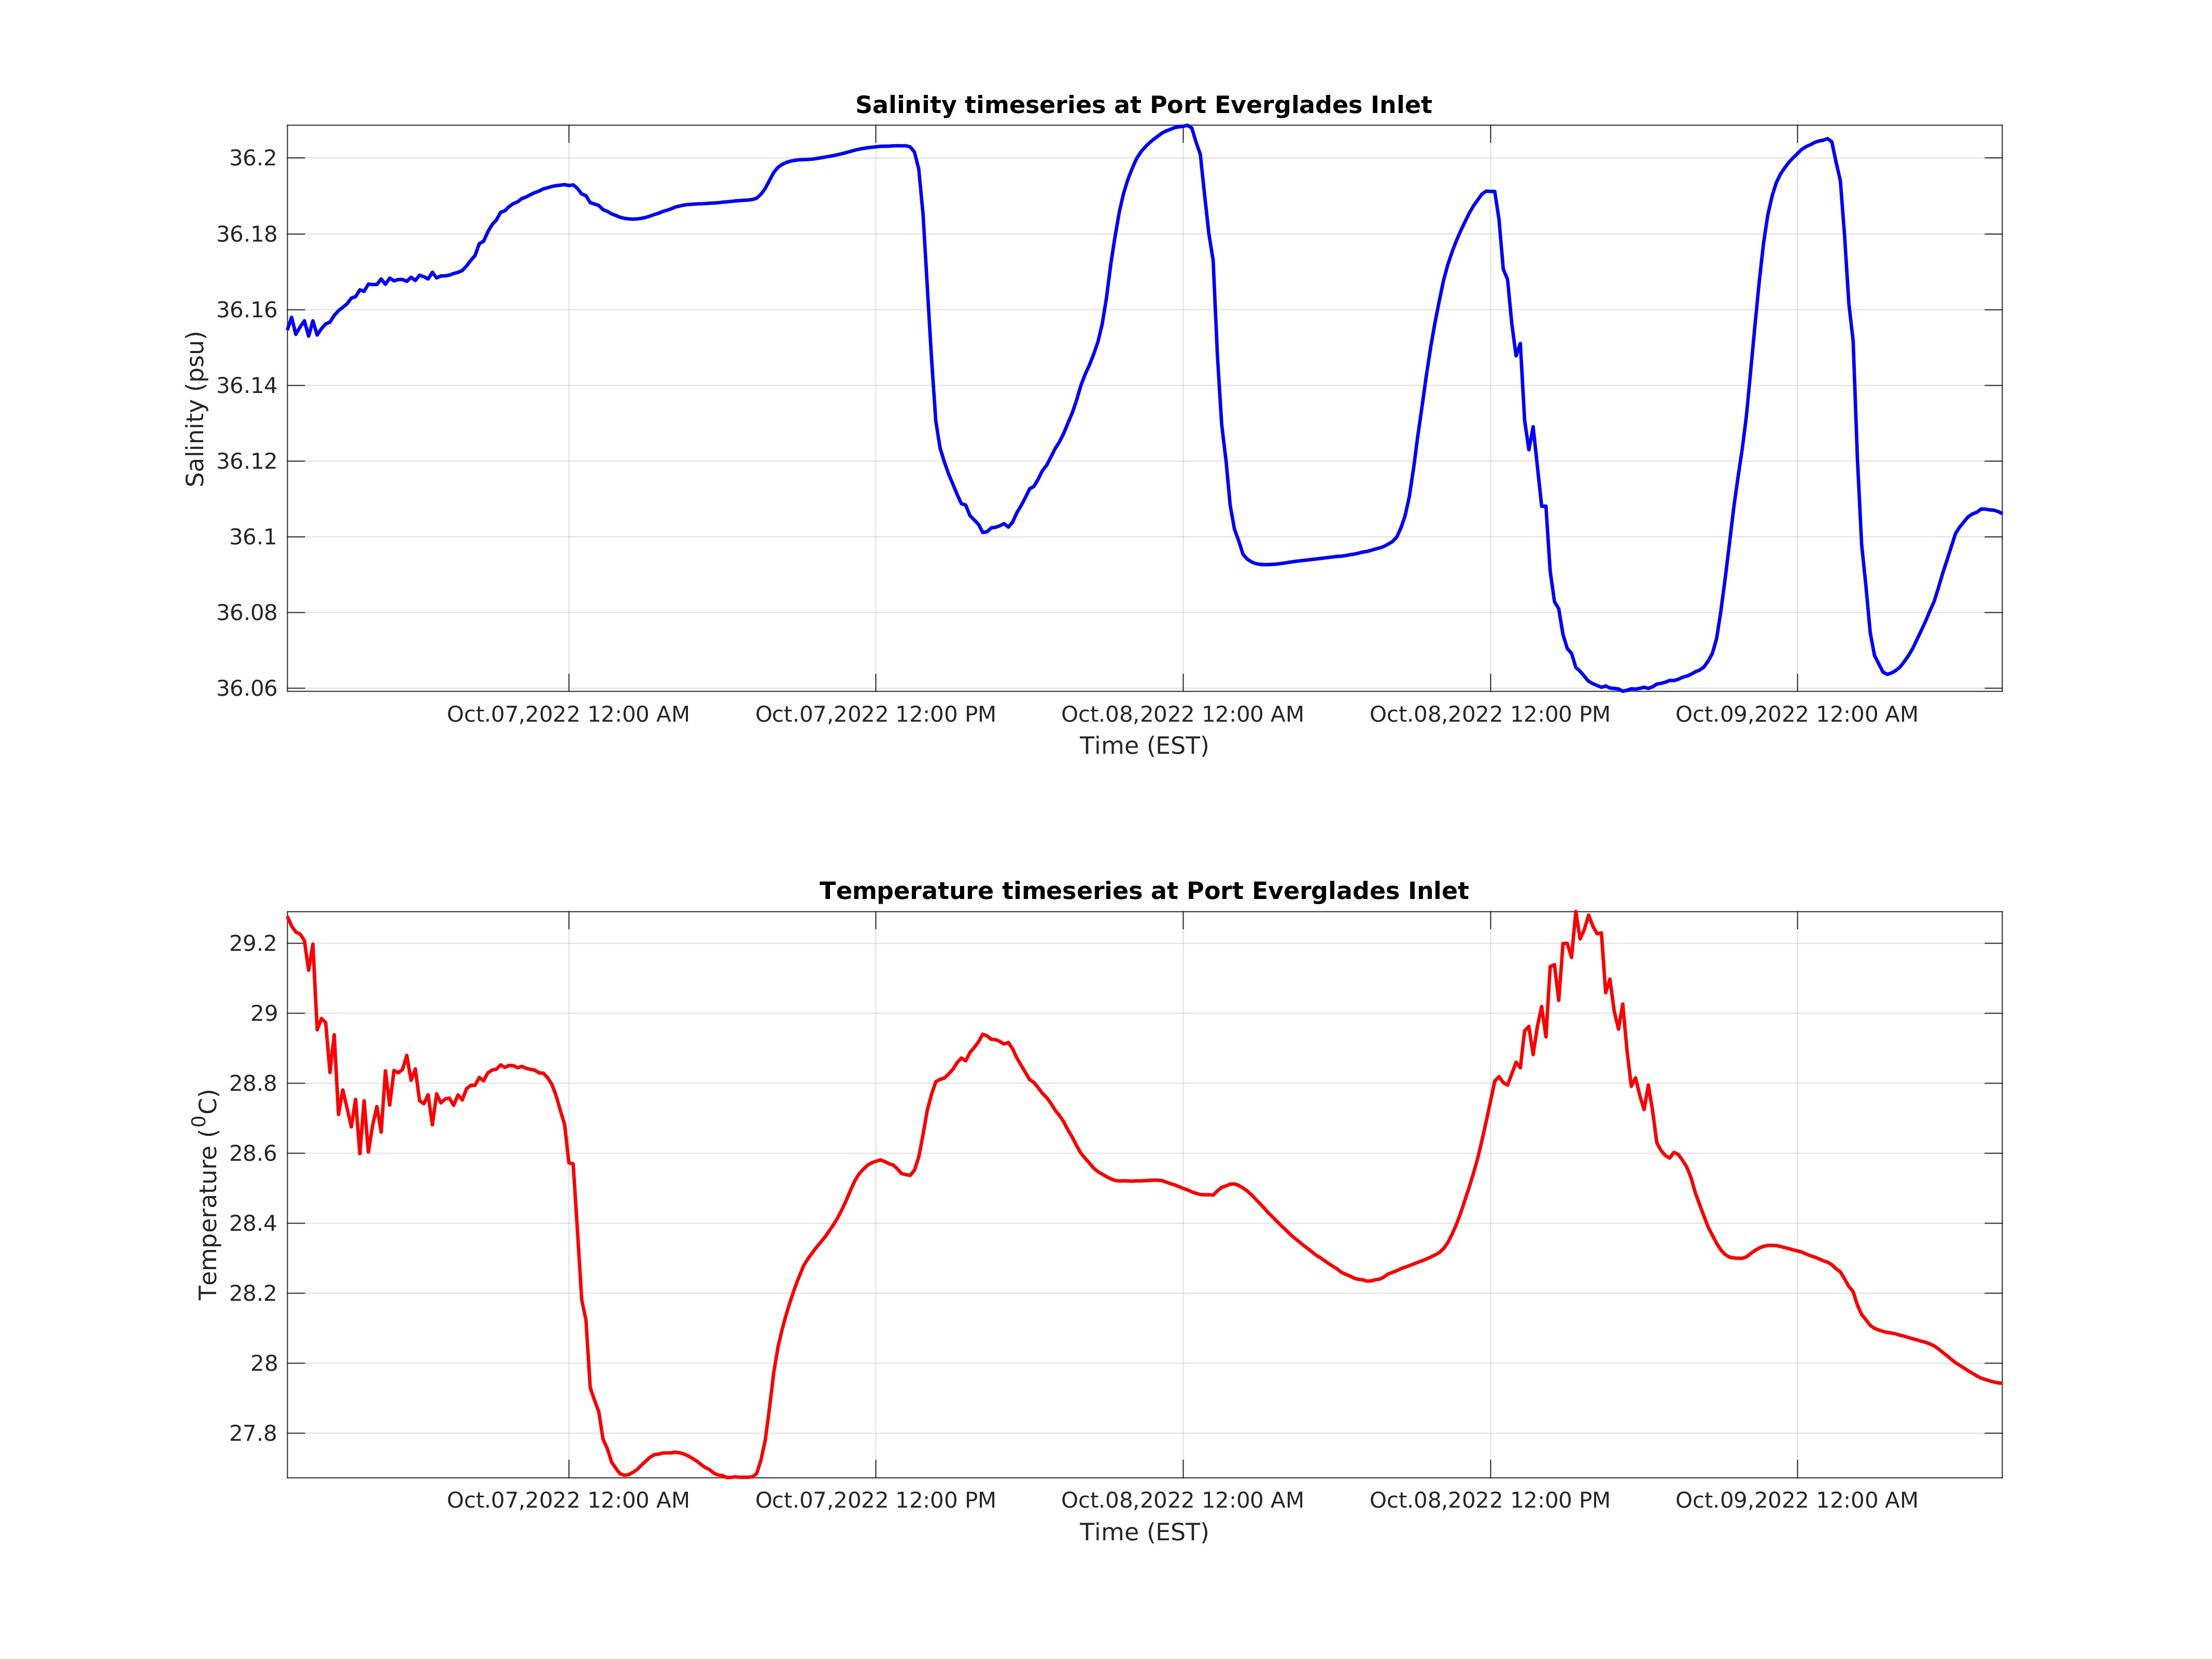 Salinity timeseries at Port Everglades Inlet
Salinity (psu)
36.2
36.18
36.16
36.14
36.12
36.1
36.08
36.06
Oct.07,2022 12:00 AM Oct.07,2022 12:00 PM Oct.08,2022 12:00 AM Oct.08,2022 12:00 PM Oct.09,2022 12:00 AM
Time (EST)
Temperature timeseries at Port Everglades Inlet
Temperature (⁰C)
29.2
29
28.8
28.6
28.4
28.2
28
27.8
Oct.07,2022 12:00 AM Oct.07,2022 12:00 PM Oct.08,2022 12:00 AM Oct.08,2022 12:00 PM Oct.09,2022 12:00 AM
Time (EST)